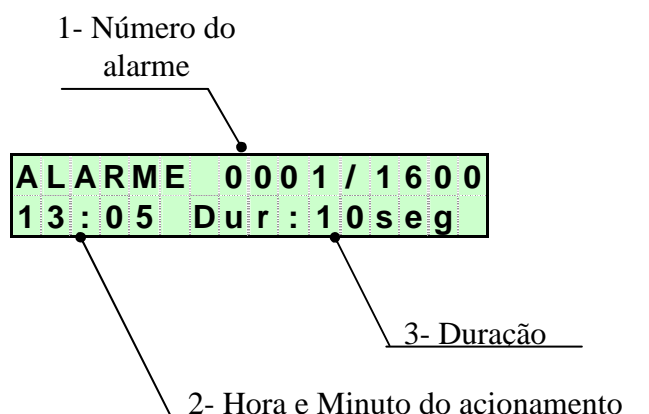 1- Número do
alarme
ALARME 0001/1600
13:05 Dur:10seg
3- Duração
2- Hora e Minuto do acionamento